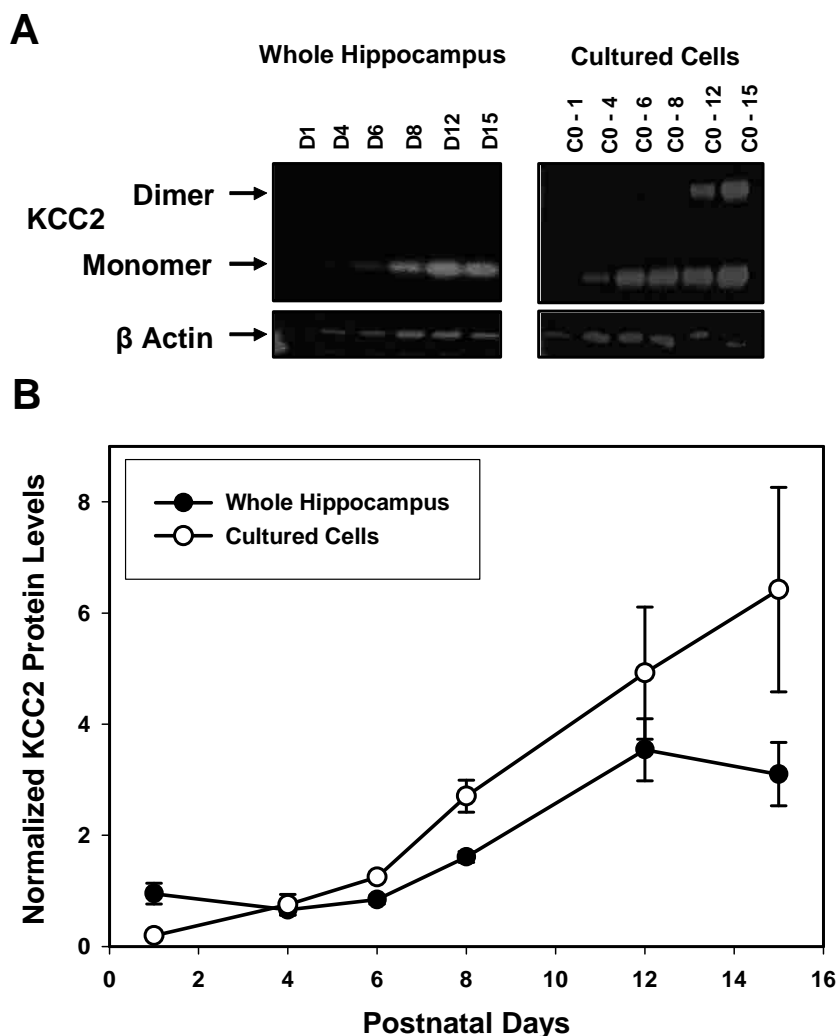 A
Whole Hippocampus
Cultured Cells
D1
D4
D6
D8
D12
D15
C0 - 1
C0 - 4
C0 - 6
C0 - 8
C0 - 12
C0 - 15
KCC2
Dimer
Monomer
β Actin
B
Normalized KCC2 Protein Levels
8
6
4
2
0
Whole Hippocampus
Cultured Cells
0 2 4 6 8 10 12 14 16
Postnatal Days